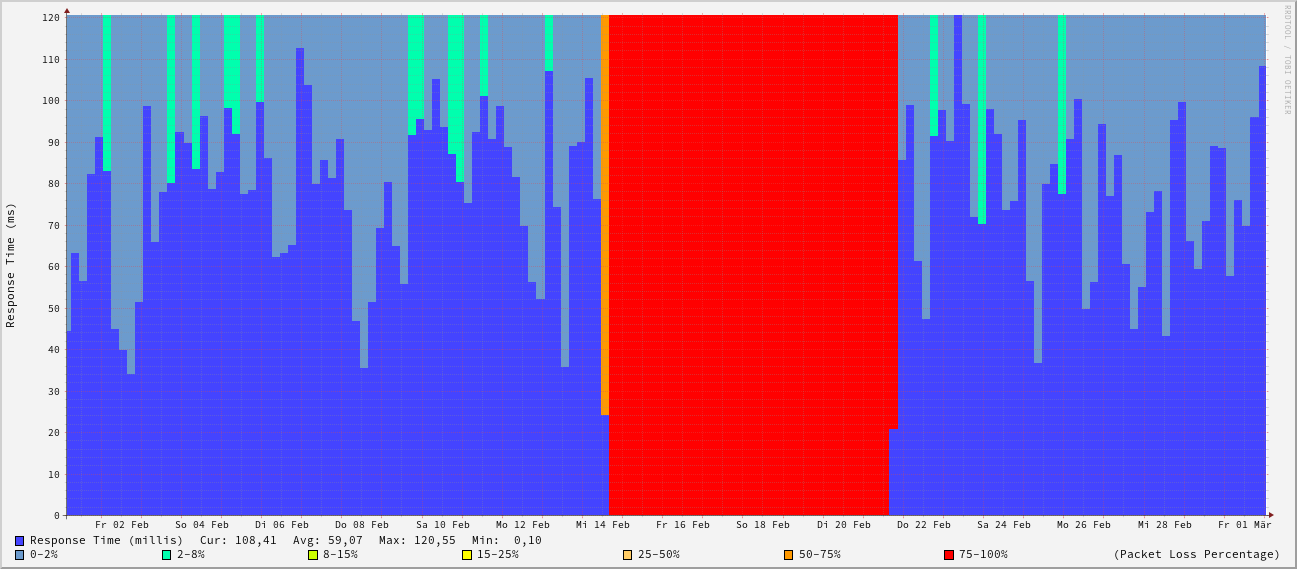 RRDTOOL / TOBI OETIKER
Response Time (ms)
120
110
100
90
80
70
60
50
40
30
20
10
0
Fr 02 Feb So 04 Feb Di 06 Feb Do 08 Feb Sa 10 Feb Mo 12 Feb Mi 14 Feb Fr 16 Feb So 18 Feb Di 20 Feb Do 22 Feb Sa 24 Feb Mo 26 Feb Mi 28 Feb Fr 01 Mär
Response Time (millis) Cur: 108,41 Avg: 59,07 Max: 120,55 Min: 0,10
0-2% 2-8% 8-15% 15-25% 25-50% 50-75% 75-100% (Packet Loss Percentage)